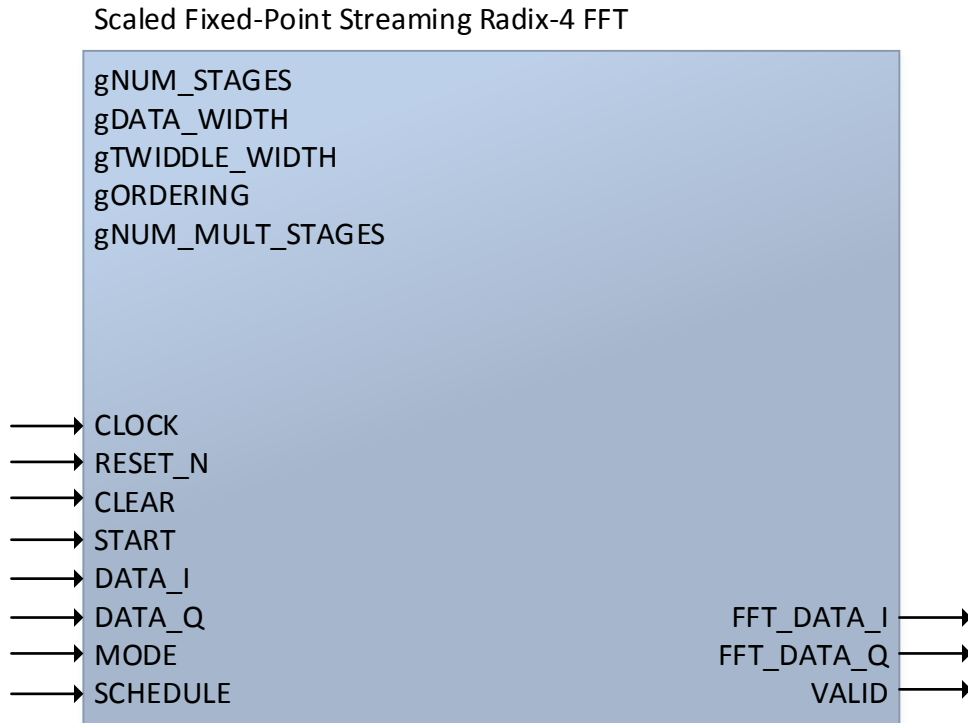 Scaled Fixed-Point Streaming Radix-4 FFT
gNUM_STAGES
gDATA_WIDTH
gTWIDDLE_WIDTH
gORDERING
gNUM_MULT_STAGES
CLOCK
RESET_N
CLEAR
START
DATA_I
DATA_Q FFT_DATA_I
MODE FFT_DATA_Q
SCHEDULE VALID